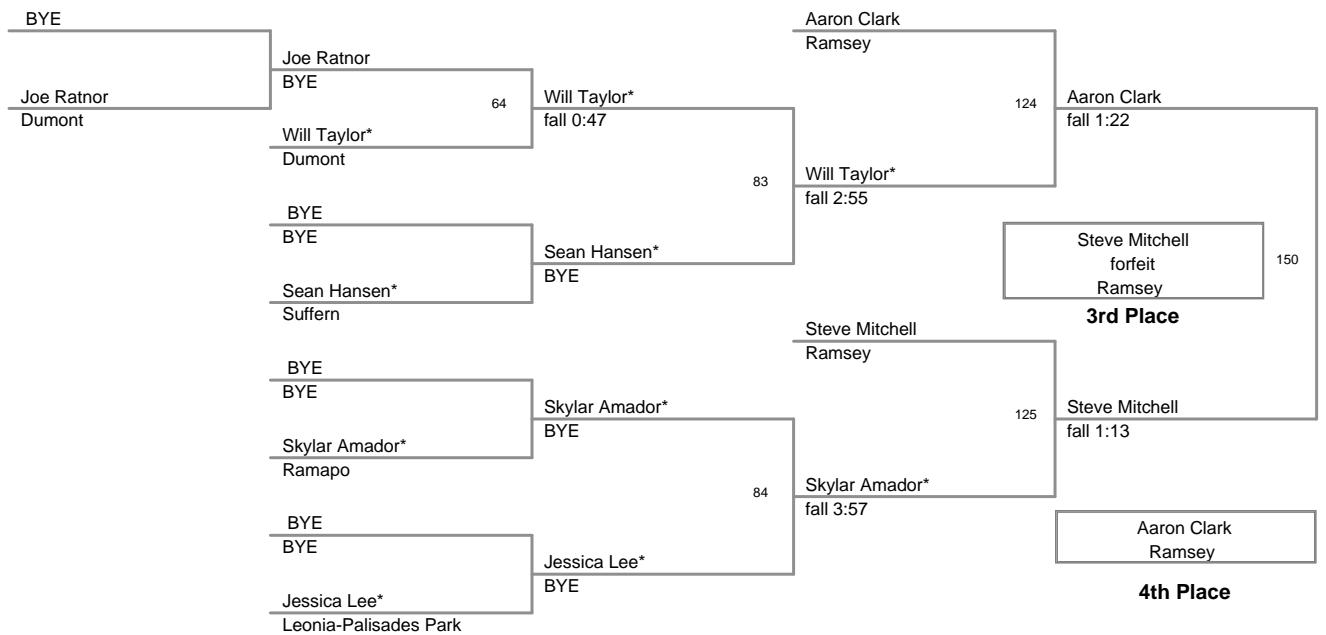 BYE
Joe Ratnor
Dumont
Joe Ratnor
BYE
Will Taylor*
Dumont
64
BYE
BYE
Sean Hansen*
Suffern
BYE
BYE
Skylar Amador*
Ramapo
BYE
BYE
Jessica Lee*
Leonia-Palisades Park
Will Taylor*
fall 0:47
83
Sean Hansen*
BYE
Skylar Amador*
BYE
84
Jessica Lee*
BYE
Aaron Clark
Ramsey
124
Will Taylor*
fall 2:55
Steve Mitchell
Ramsey
125
Skylar Amador*
fall 3:57
Aaron Clark
fall 1:22
Steve Mitchell
forfeit
Ramsey
150
3rd Place
Steve Mitchell
fall 1:13
Aaron Clark
Ramsey
4th Place